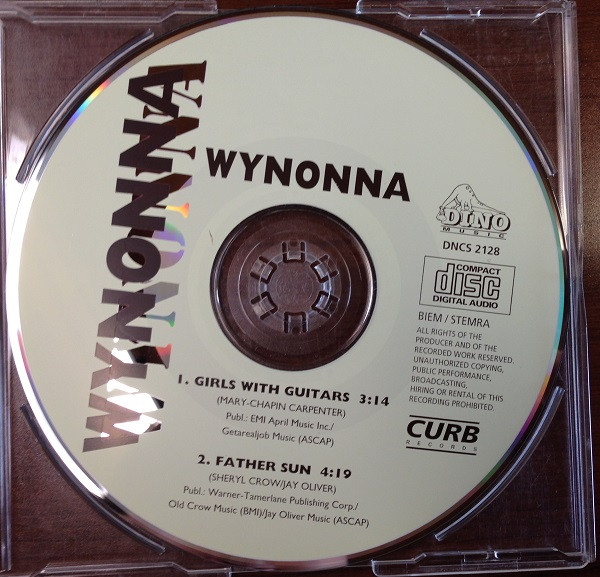 WYNONNA
WYNONNA
WYNONNA
1. GIRLS WITH GUITARS 3:14
(MARY-CHAPIN CARPENTER)
Publ.: EMI April Music Inc./
Getarealjob Music (ASCAP)
2. FATHER SUN 4:19
(SHERYL CROW/JAY OLIVER)
Publ.: Warner-Tamerlane Publishing Corp./
Old Crow Music (BMI)/Jay Oliver Music (ASCAP)
DINO
MUSIC
DNCS 2128
COMPACT
disc
DIGITAL AUDIO
BIEM / STEMRA
ALL RIGHTS OF THE
PRODUCER AND OF THE
RECORDED WORK RESERVED.
UNAUTHORIZED COPYING,
PUBLIC PERFORMANCE,
BROADCASTING,
HIRING OR RENTAL OF THIS
RECORDING PROHIBITED.
CURB
RECORDS